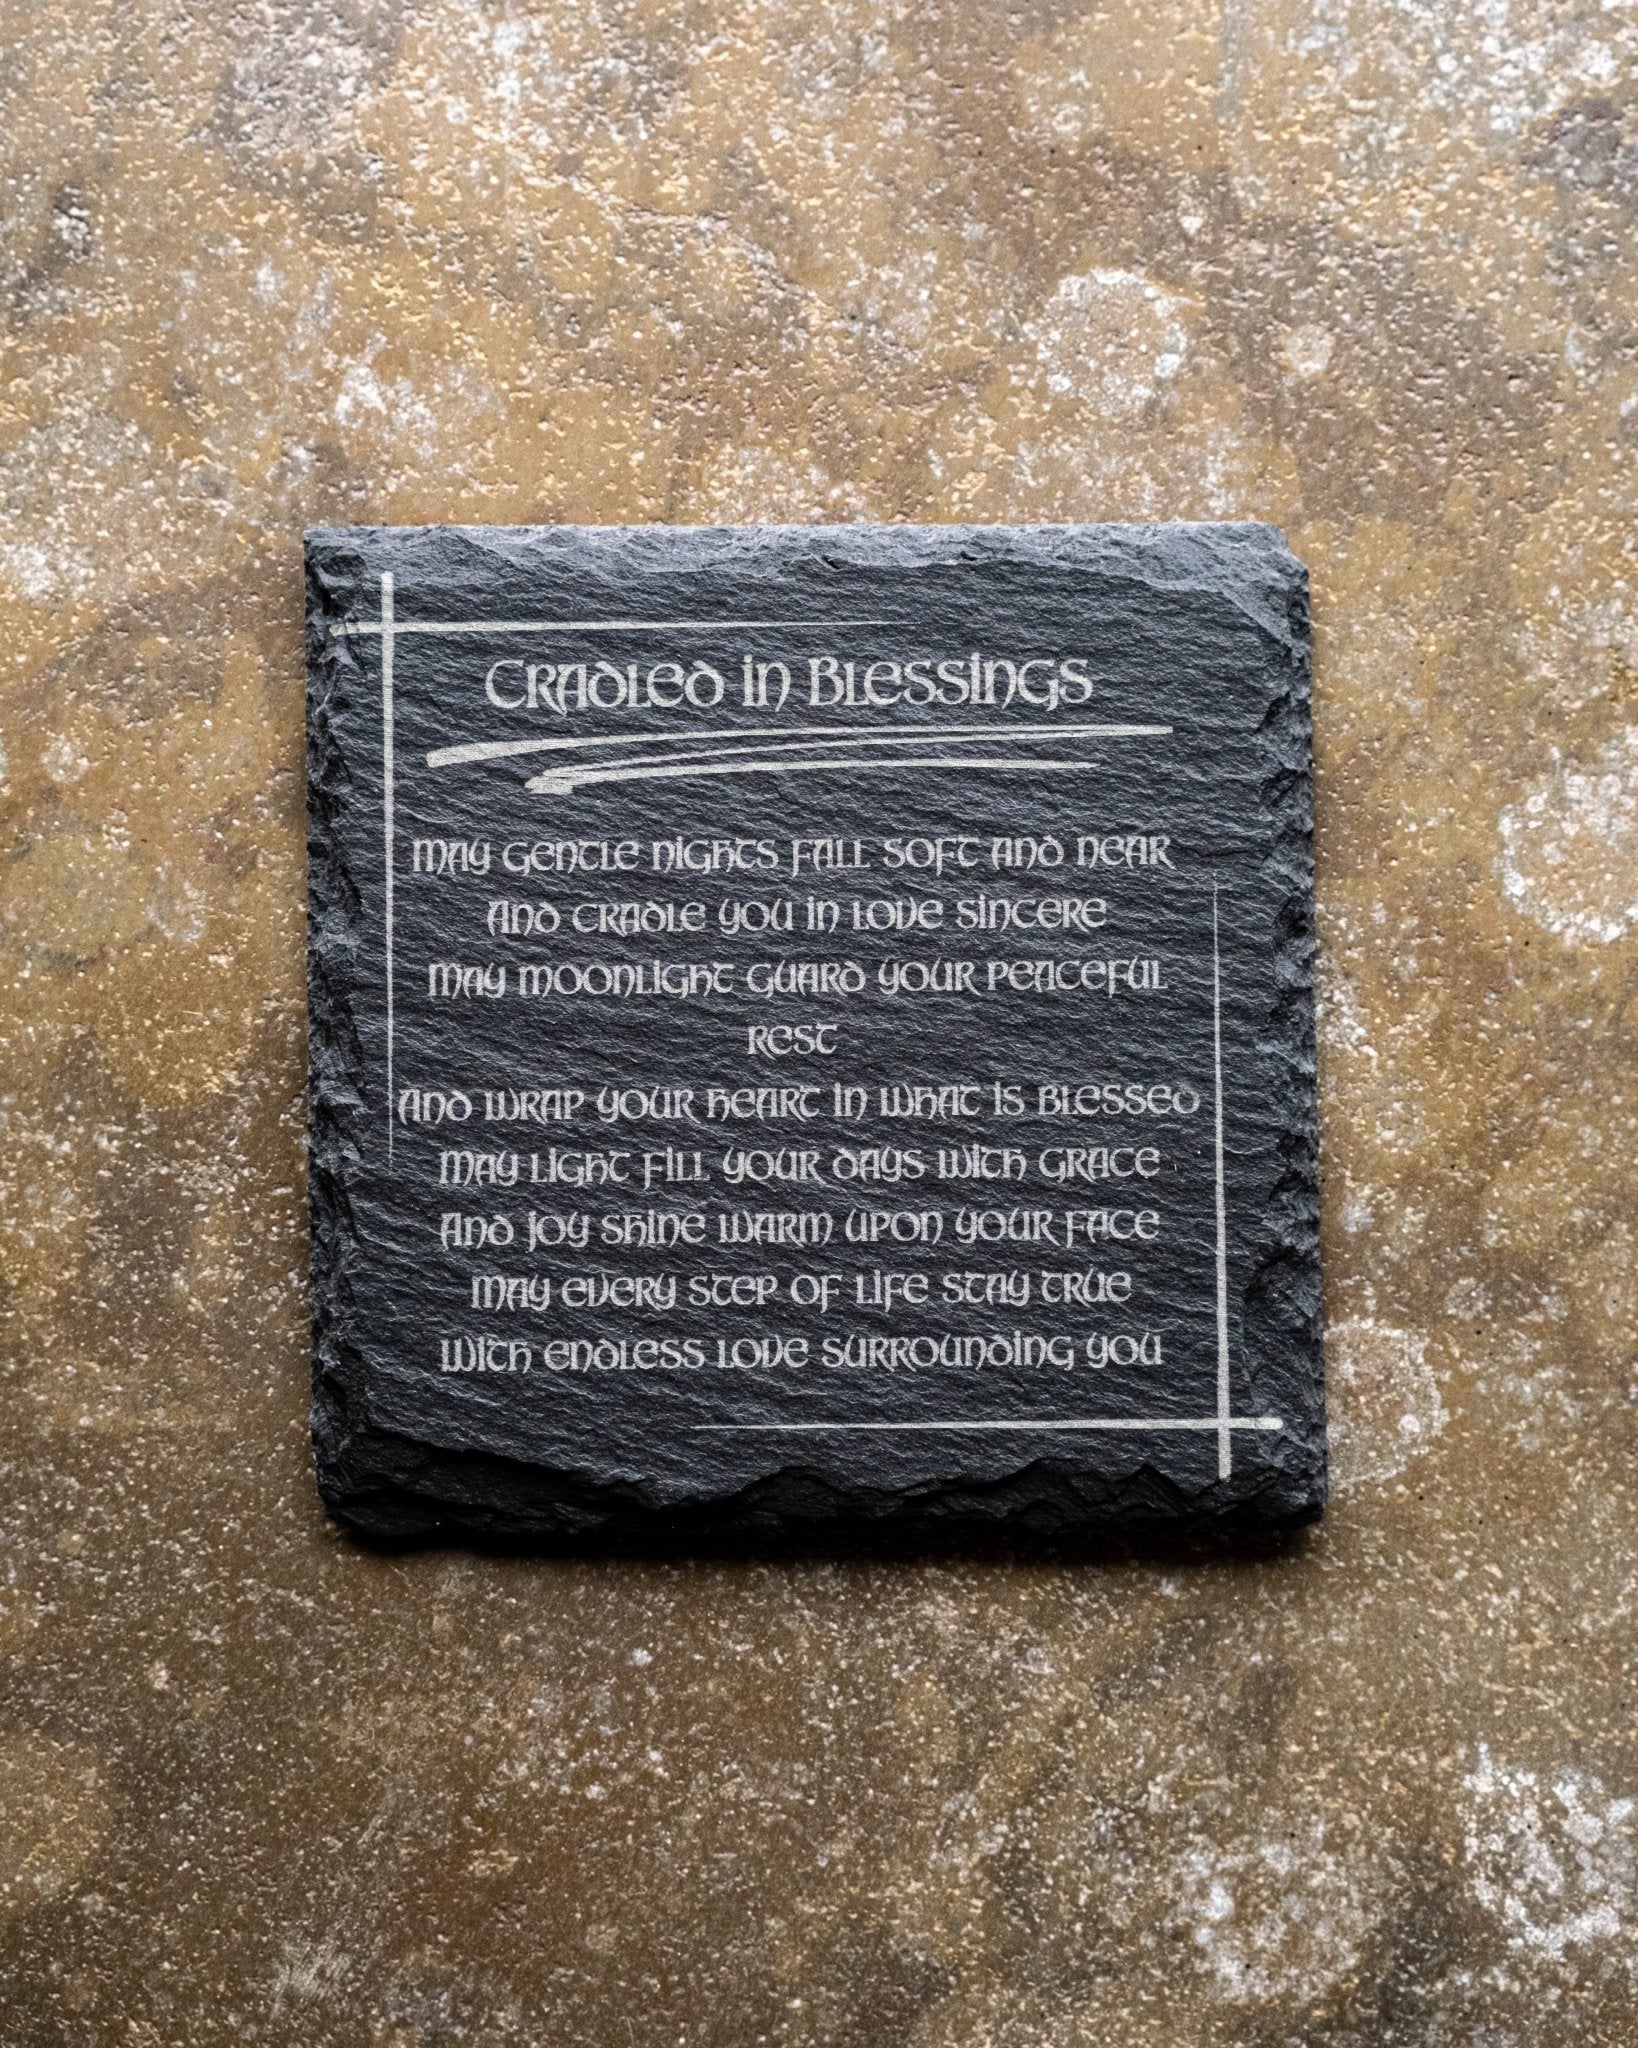 Cradled in Blessings
May gentle nights fall soft and near
And cradle you in love sincere
May moonlight guard your peaceful
rest
And wrap your heart in what is blessed
May light fill your days with grace
And joy shine warm upon your face
May every step of life stay true
With endless love surrounding you